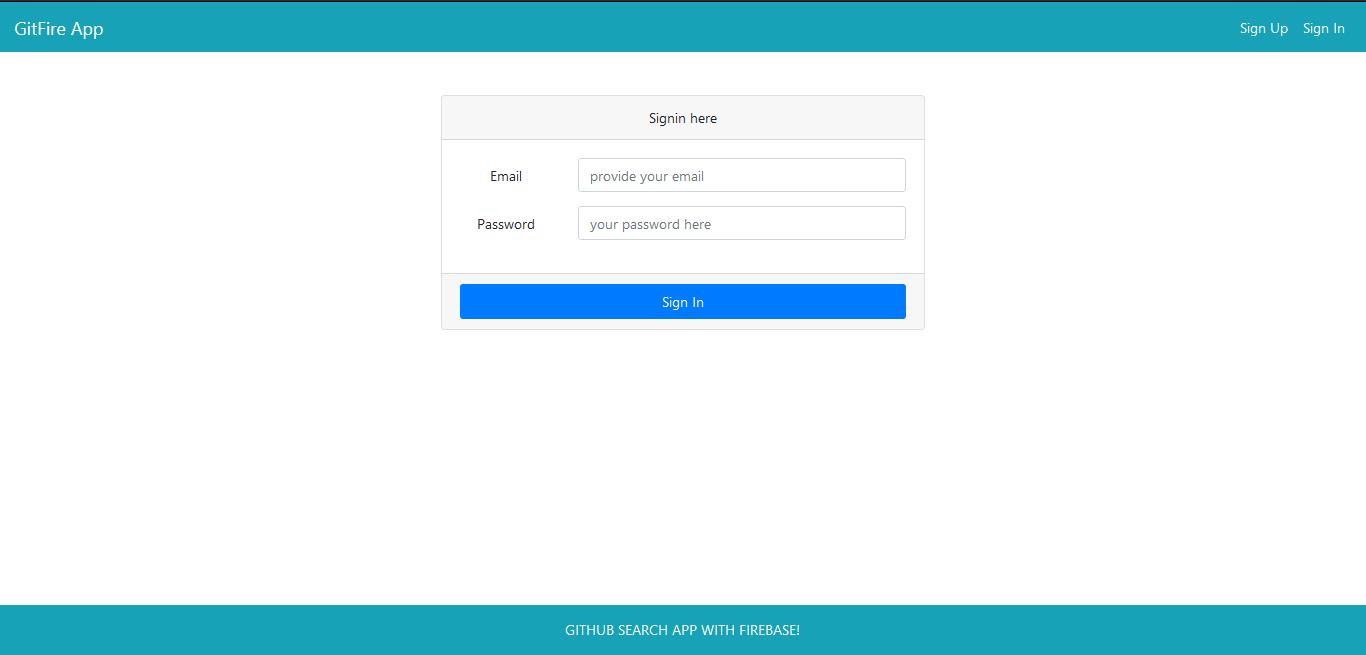 GitFire App
Sign Up Sign In
Signin here
Email
provide your email
Password
your password here
Sign In
GITHUB SEARCH APP WITH FIREBASE!